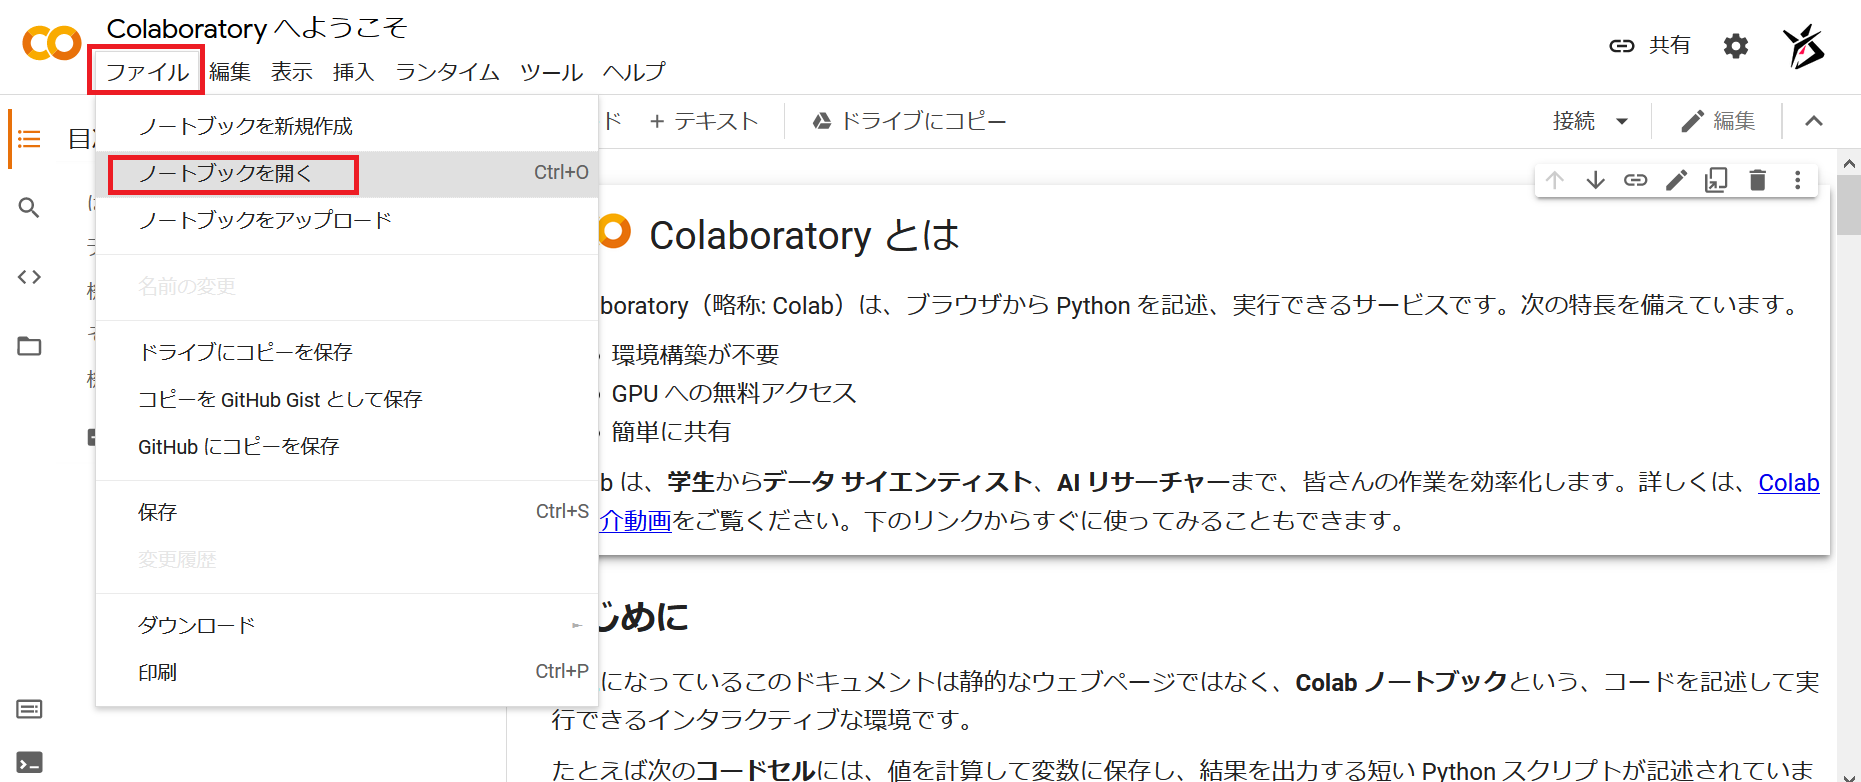 Colaboratory へようこそ
ファイル 編集 表示 挿入 ランタイム ツール ヘルプ
共有
ド + テキスト ドライブにコピー
接続 編集
目次
ノートブックを新規作成
ノートブックを開く Ctrl+O
ノートブックをアップロード
名前の変更
ドライブにコピーを保存
コピーを GitHub Gist として保存
GitHub にコピーを保存
保存 Ctrl+S
変更履歴
ダウンロード
印刷 Ctrl+P
Colaboratory とは
boratory（略称: Colab）は、ブラウザから Python を記述、実行できるサービスです。次の特長を備えています。
環境構築が不要
GPU への無料アクセス
簡単に共有
b は、学生からデータ サイエンティスト、AI リサーチャーまで、皆さんの作業を効率化します。詳しくは、Colab
介動画をご覧ください。下のリンクからすぐに使ってみることもできます。
じめに
になっているこのドキュメントは静的なウェブページではなく、Colab ノートブックという、コードを記述して実
行できるインタラクティブな環境です。
たとえば次のコードセルには、値を計算して変数に保存し、結果を出力する短い Python スクリプトが記述されていま